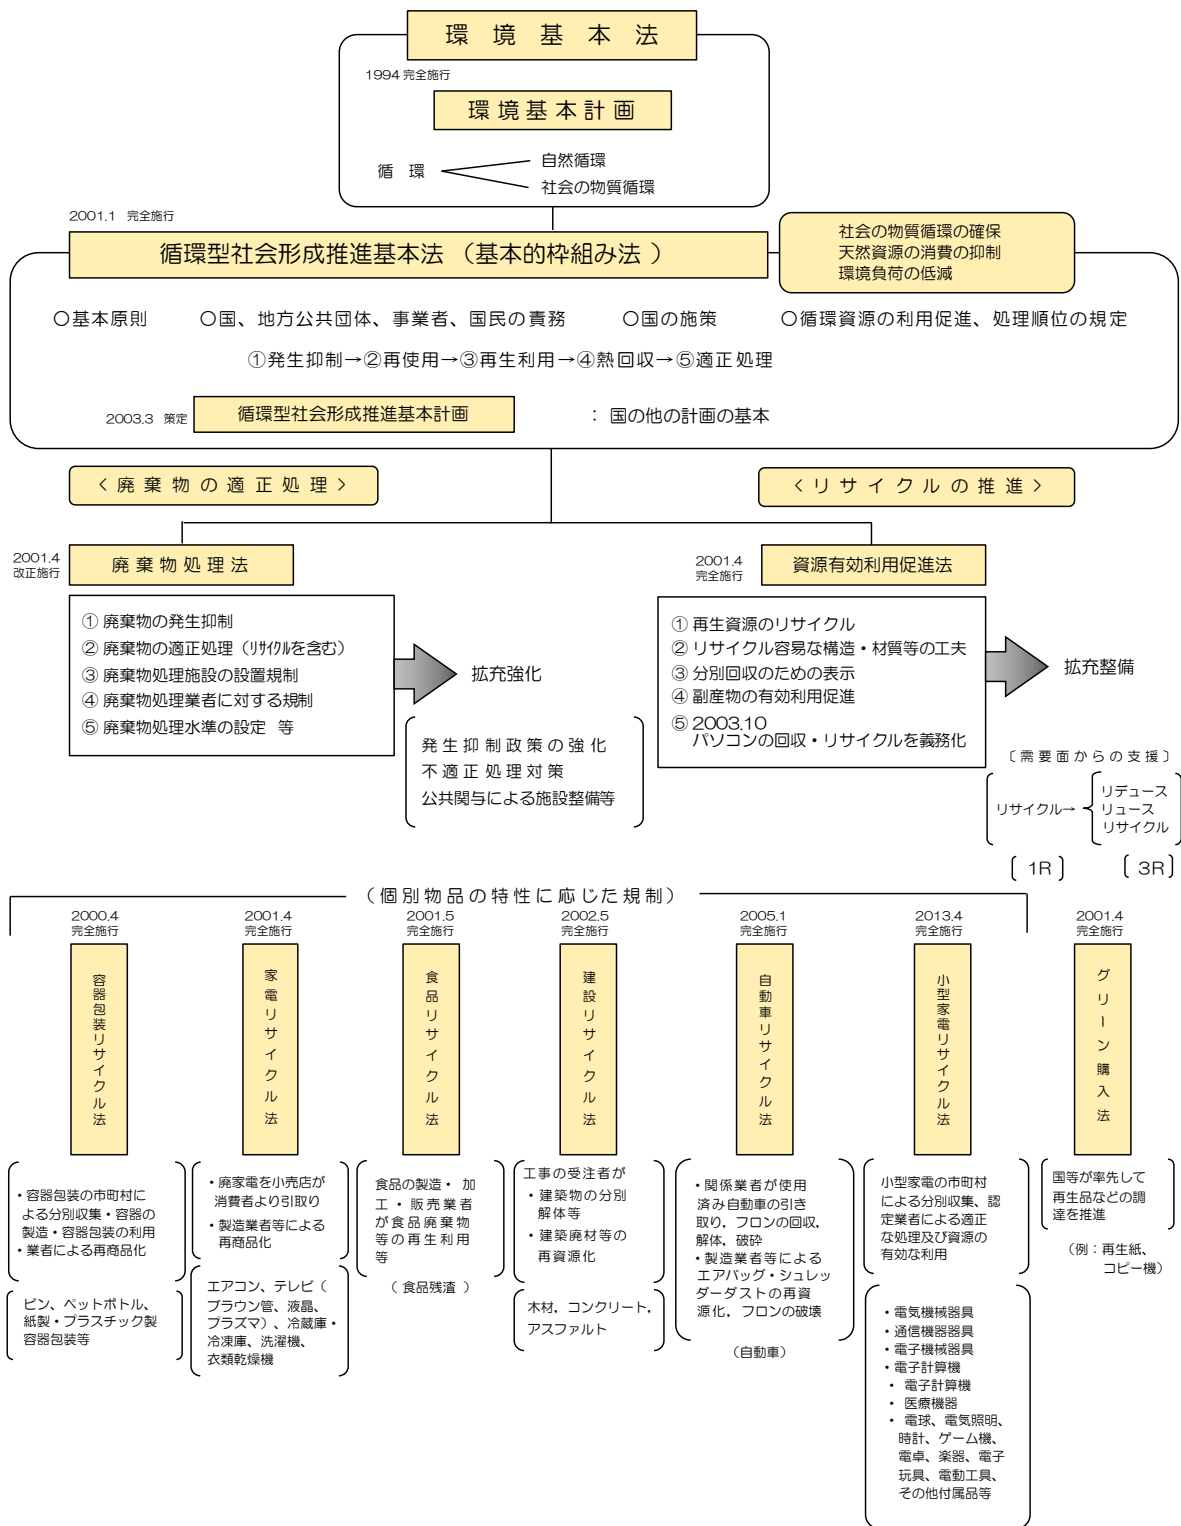 環境基本法
1994 完全施行
環境基本計画
循 環
自然循環
社会の物質循環
2001.1 完全施行
循環型社会形成推進基本法 （基本的枠組み法 ）
社会の物質循環の確保
天然資源の消費の抑制
環境負荷の低減
〇基本原則 〇国、地方公共団体、事業者、国民の責務 〇国の施策 〇循環資源の利用促進、処理順位の規定
①発生抑制→②再使用→③再生利用→④熱回収→⑤適正処理
2003.3 策定
循環型社会形成推進基本計画
： 国の他の計画の基本
＜廃棄物の適正処理＞
＜リサイクルの推進＞
2001.4
改正施行
廃棄物処理法
① 廃棄物の発生抑制
② 廃棄物の適正処理（ﾘｻｲｸﾙを含む）
③ 廃棄物処理施設の設置規制
④ 廃棄物処理業者に対する規制
⑤ 廃棄物処理水準の設定 等
拡充強化
発生抑制政策の強化
不適正処理対策
公共関与による施設整備等
2001.4
完全施行
資源有効利用促進法
① 再生資源のリサイクル
② リサイクル容易な構造・材質等の工夫
③ 分別回収のための表示
④ 副産物の有効利用促進
⑤ 2003.10
パソコンの回収・リサイクルを義務化
拡充整備
〔需要面からの支援〕
リサイクル→
リデュース
リュース
リサイクル
〔1R〕
〔3R〕
（個別物品の特性に応じた規制）
2000.4
完全施行
容器包装リサイクル法
・容器包装の市町村に
よる分別収集・容器の
製造・容器包装の利用
・業者による再商品化
ビン、ペットボトル、
紙製・プラスチック製
容器包装等
2001.4
完全施行
家電リサイクル法
・廃家電を小売店が
消費者より引取り
・製造業者等による
再商品化
エアコン、テレビ（
ブラウン管、液晶、
プラズマ）、冷蔵庫・
冷凍庫、洗濯機、
衣類乾燥機
2001.5
完全施行
食品リサイクル法
食品の製造・ 加
工・販売業者
が食品廃棄物
等の再生利用
等
（ 食品残渣 ）
2002.5
完全施行
建設リサイクル法
工事の受注者が
・建築物の分別
解体等
・建築廃材等の
再資源化
木材，コンクリート，
アスファルト
2005.1
完全施行
自動車リサイクル法
・関係業者が使用
済み自動車の引き
取り，フロンの回収，
解体，破砕
・製造業者等による
エアバッグ・シュレッ
ダーダストの再資
源化，フロンの破壊
（自動車）
2013.4
完全施行
小型家電リサイクル法
小型家電の市町村
による分別収集、認
定業者による適正
な処理及び資源の
有効な利用
・電気機械器具
・通信機器器具
・電子機械器具
・電子計算機
・ 電子計算機
・ 医療機器
・ 電球、電気照明、
時計、ゲーム機、
電卓、楽器、電子
玩具、電動工具、
その他付属品等
2001.4
完全施行
グリーン購入法
国等が率先して
再生品などの調
達を推進
（例：再生紙、
コピー機）